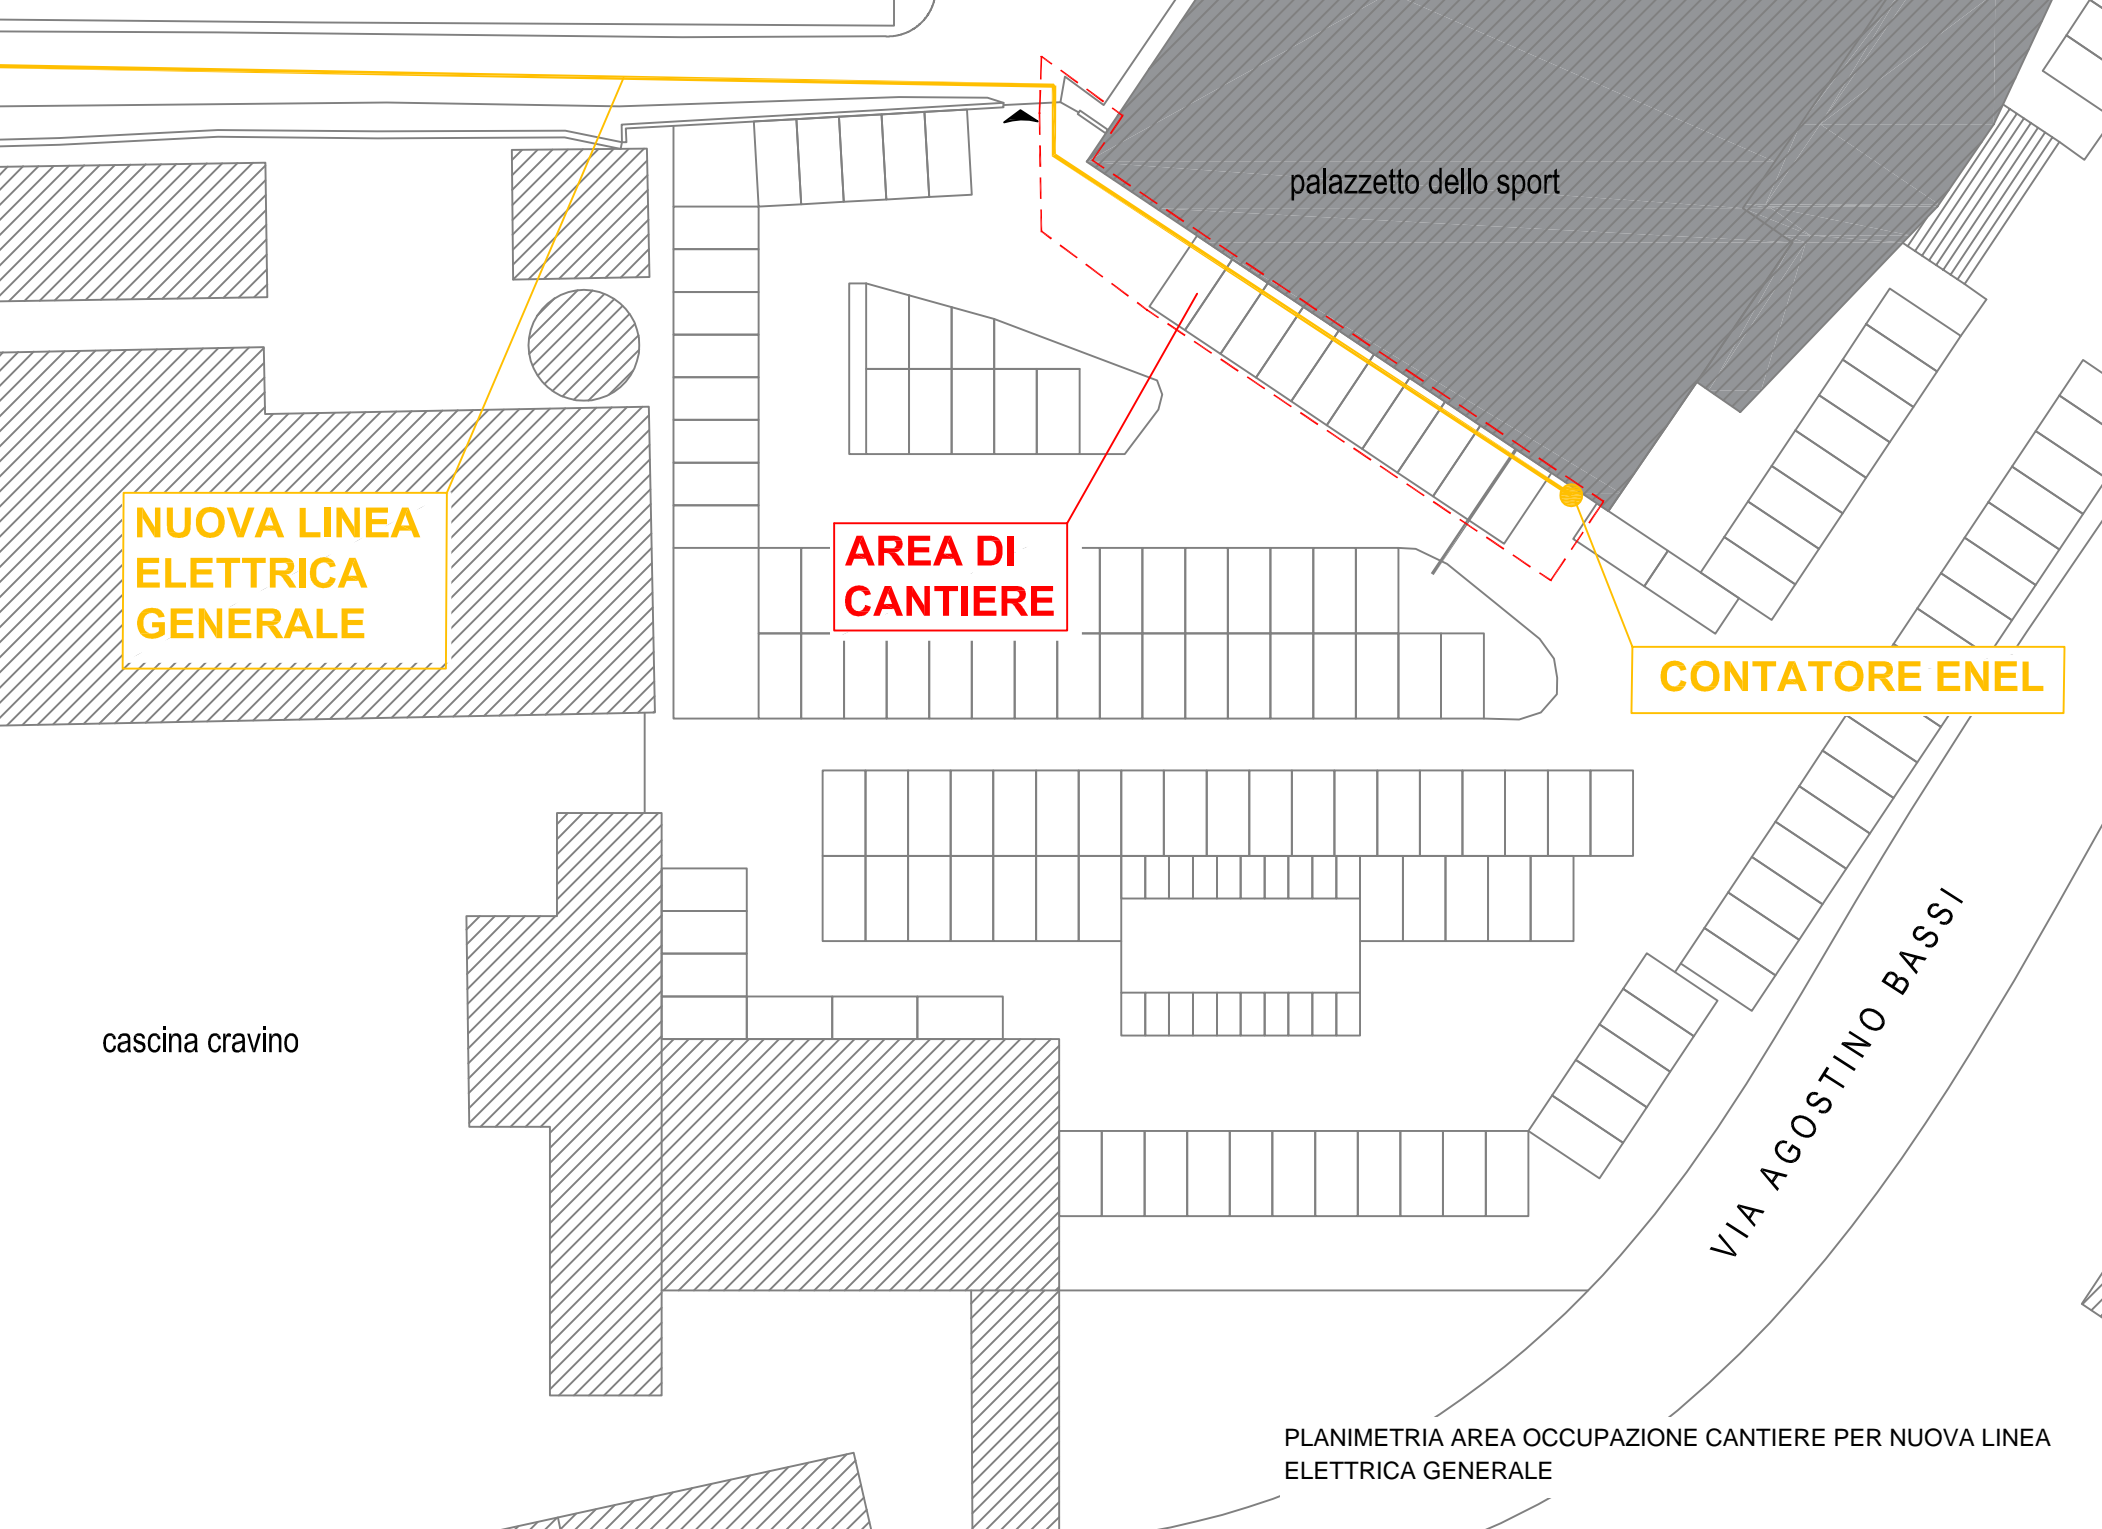 palazzetto dello sport
NUOVA LINEA
ELETTRICA
GENERALE
AREA DI
CANTIERE
CONTATORE ENEL
cascina cravino
VIA AGOSTINO BASSI
PLANIMETRIA AREA OCCUPAZIONE CANTIERE PER NUOVA LINEA
ELETTRICA GENERALE